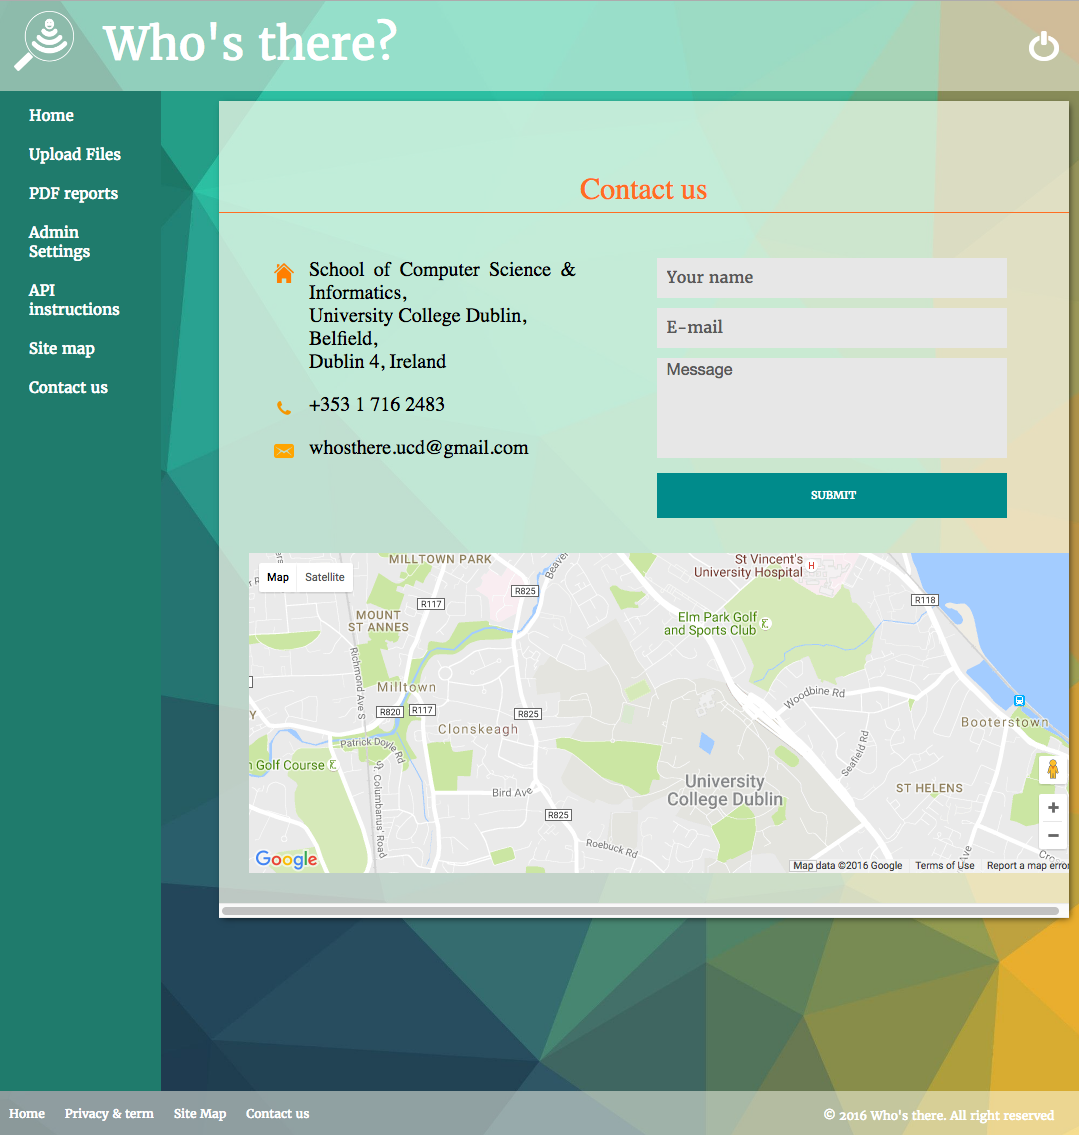 Who's there?
Home
Upload Files
PDF reports
Admin
Settings
API
instructions
Site map
Contact us
Contact us
School of Computer Science &
Informatics,
University College Dublin,
Belfield,
Dublin 4, Ireland
+353 1 716 2483
whosthere.ucd@gmail.com
Your name
E-mail
Message
SUBMIT
Map Satellite
MILLTOWN PARK
Beaver
St Vincent's
University Hospital
H
R825
R117
R118
MOUNT
ST ANNES
Elm Park Golf
and Sports Club
Richmond Ave S
Milltown
Woodbine Rd
R820
R117
R825
Clonskeagh
Booterstown
Patrick Doyle Rd
Seafield Rd
Golf Course
St. Columbanus' Road
Bird Ave
University
College Dublin
ST HELENS
R825
Roebuck Rd
Ave
Google
Map data ©2016 Google Terms of Use Report a map error
Home Privacy & term Site Map Contact us
© 2016 Who's there. All right reserved